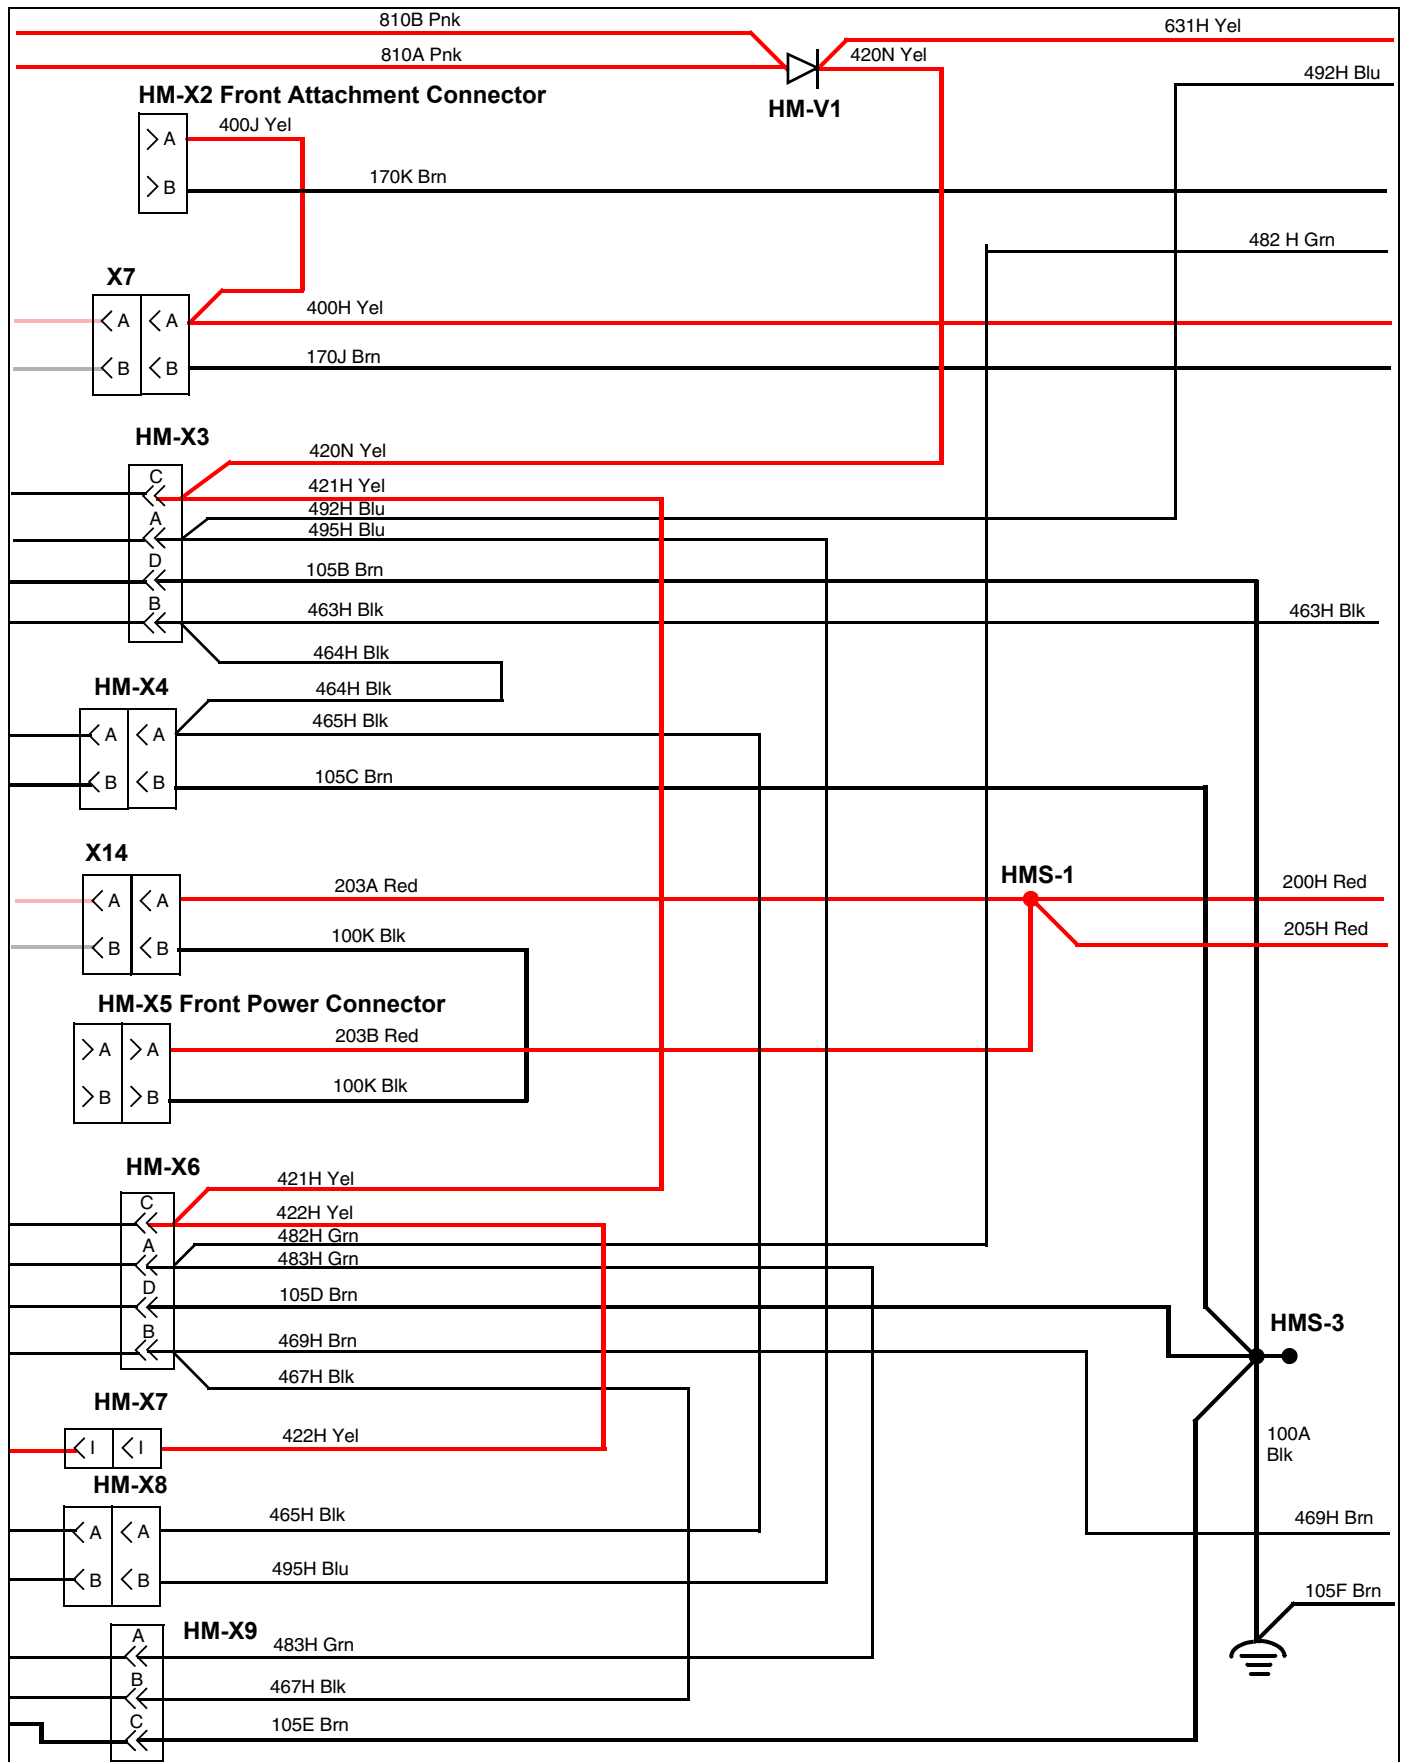 810B Pnk
631H Yel
810A Pnk
420N Yel
492H Blu
HM-X2 Front Attachment Connector
HM-V1
400J Yel
A
170K Brn
B
482 H Grn
X7
400H Yel
A A
170J Brn
B B
HM-X3
420N Yel
C
421H Yel
492H Blu
A
495H Blu
D
105B Brn
B
463H Blk
463H Blk
464H Blk
HM-X4
464H Blk
465H Blk
A A
105C Brn
B B
X14
203A Red
HMS-1
200H Red
A A
205H Red
100K Blk
B B
HM-X5 Front Power Connector
203B Red
A A
100K Blk
B B
HM-X6
421H Yel
C
422H Yel
482H Grn
A
483H Grn
D
105D Brn
HMS-3
B
469H Brn
467H Blk
HM-X7
422H Yel
I I
100A
Blk
HM-X8
465H Blk
469H Brn
A A
495H Blu
B B
105F Brn
HM-X9
A
483H Grn
B
467H Blk
C
105E Brn